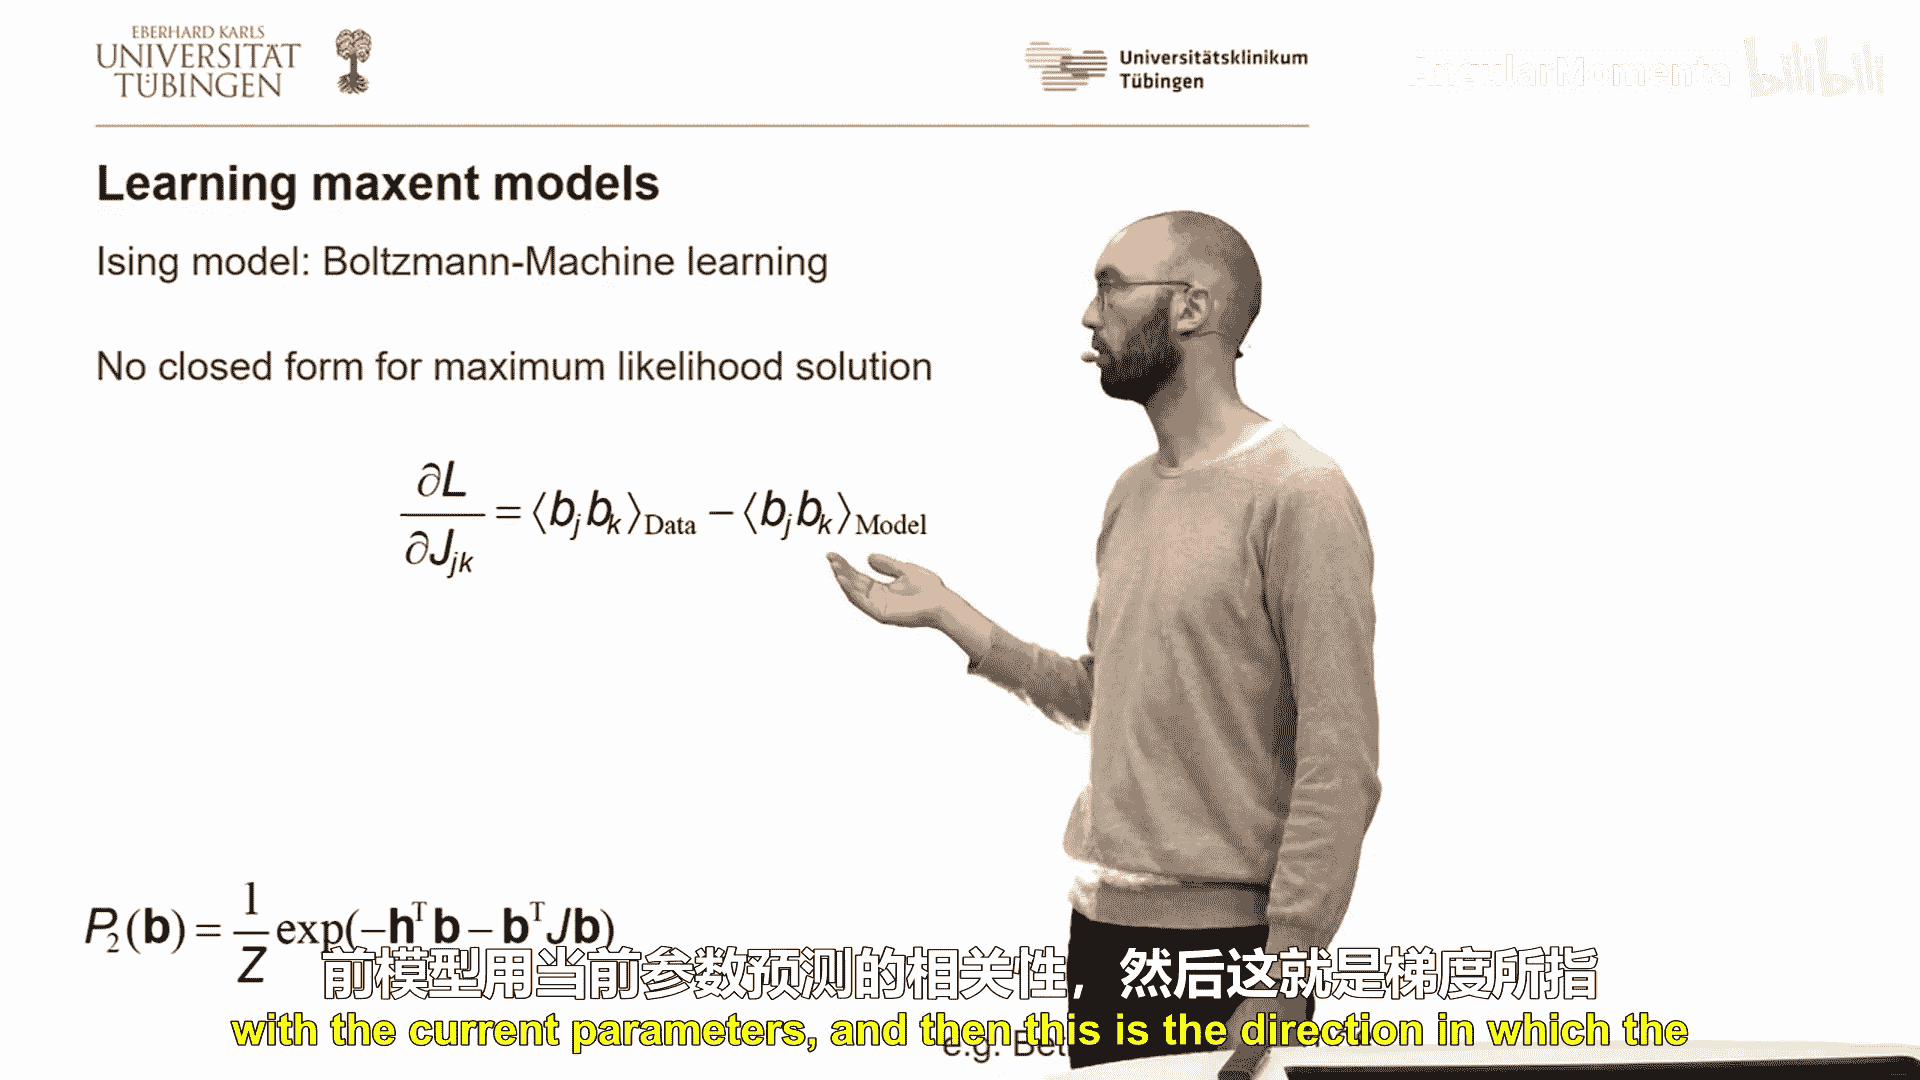 EBERHARD KARLS
UNIVERSITÄT
TÜBINGEN
Universitätsklinikum
Tübingen
AngularMomenta bilibili
Learning maxent models
Ising model: Boltzmann-Machine learning
No closed form for maximum likelihood solution
∂L/∂J_jk = ⟨b_j b_k⟩_Data − ⟨b_j b_k⟩_Model
P_2(b) = 1/Z exp(−h^T b − b^T J b)
前模型用当前参数预测的相关性，然后这就是梯度所指
with the current parameters, and then this is the direction in which the
e.g.